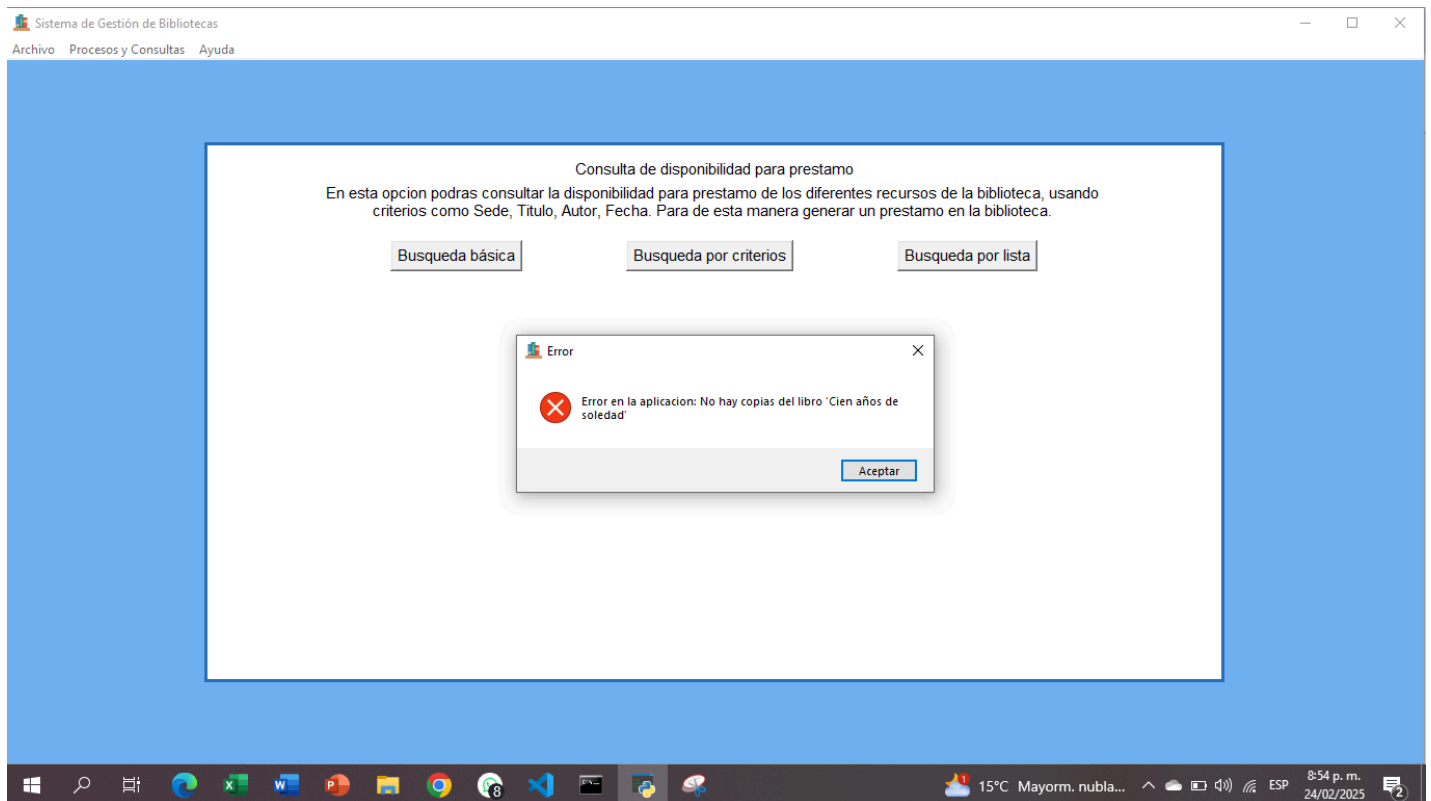 Sistema de Gestión de Bibliotecas
Archivo Procesos y Consultas Ayuda
Consulta de disponibilidad para prestamo
En esta opcion podras consultar la disponibilidad para prestamo de los diferentes recursos de la biblioteca, usando
criterios como Sede, Titulo, Autor, Fecha. Para de esta manera generar un prestamo en la biblioteca.
Busqueda básica Busqueda por criterios Busqueda por lista
Error
Error en la aplicacion: No hay copias del libro 'Cien años de
soledad'
Aceptar
8
1
15°C Mayorm. nubla... ESP
8:54 p. m.
24/02/2025
2